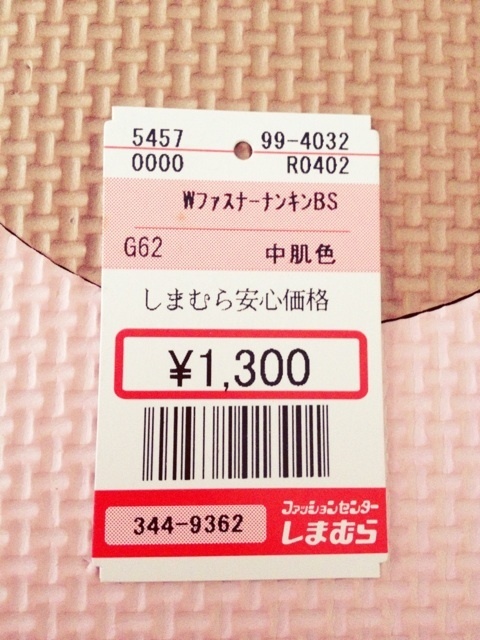 5457 99-4032
0000 R0402
WファスナーナンキンBS
G62 中肌色
しまむら安心価格
¥1,300
344-9362
ファッションセンター
しまむら